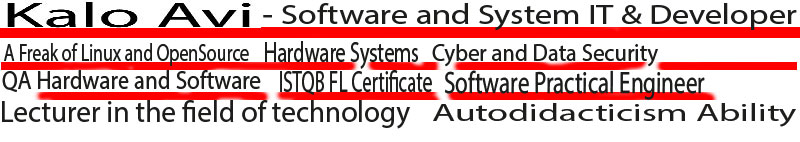 Kalo Avi - Software and System IT & Developer
A Freak of Linux and OpenSource Hardware Systems Cyber and Data Security
QA Hardware and Software ISTQB FL Certificate Software Practical Engineer
Lecturer in the field of technology Autodidacticism Ability